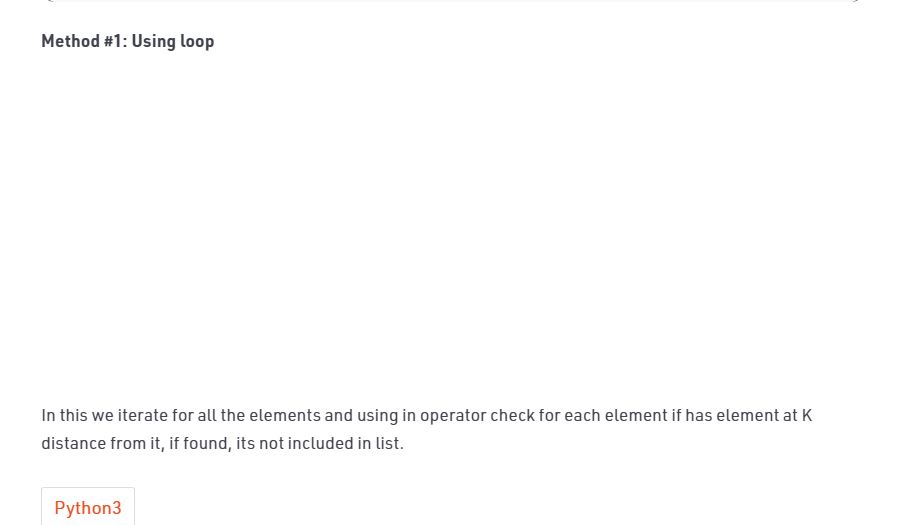 Method #1: Using loop
In this we iterate for all the elements and using in operator check for each element if has element at K
distance from it, if found, its not included in list.
Python3